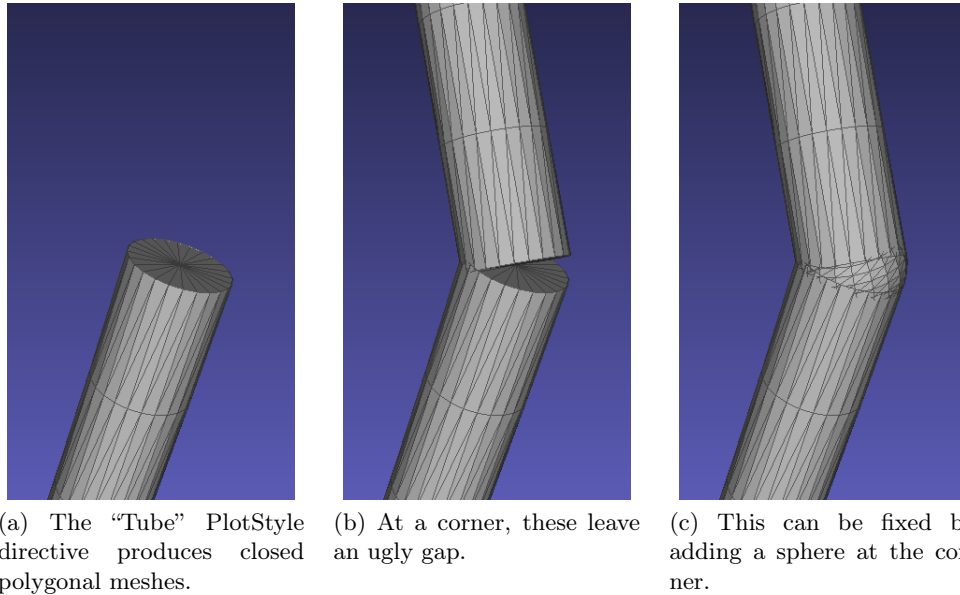 (a) The “Tube” PlotStyle
directive produces closed
polygonal meshes.
(b) At a corner, these leave
an ugly gap.
(c) This can be fixed b
adding a sphere at the cor
ner.